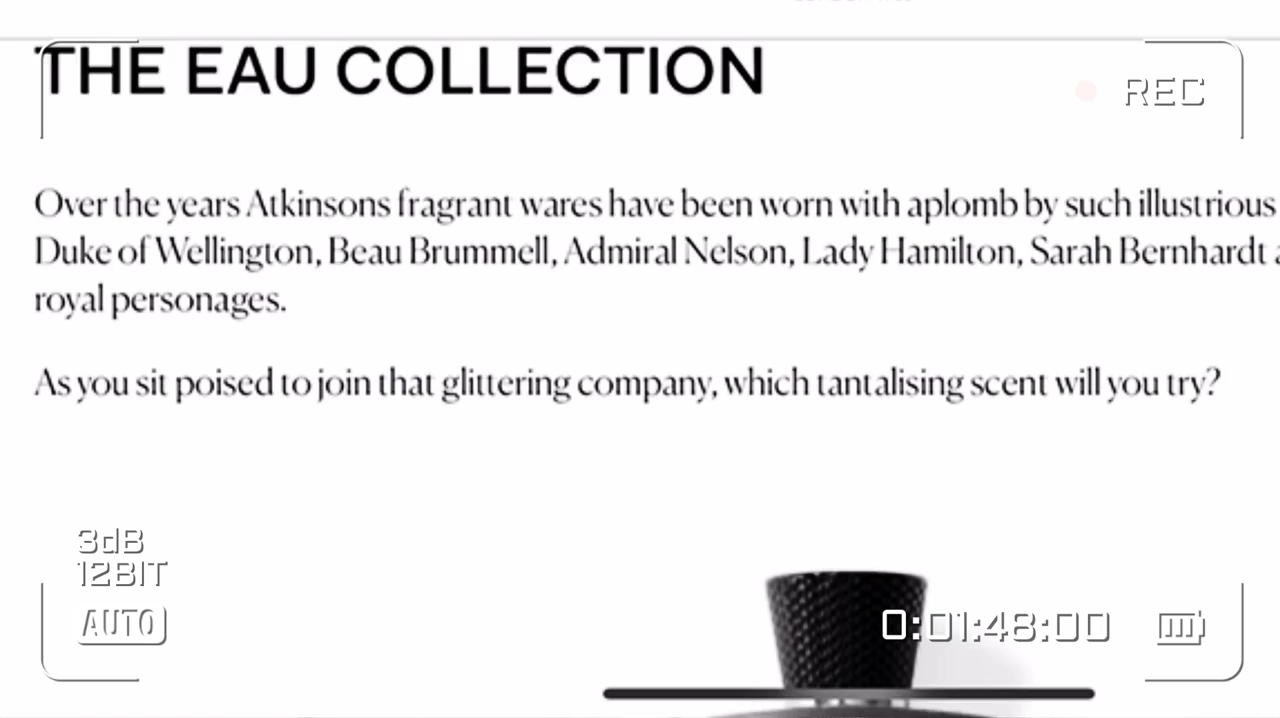 THE EAU COLLECTION
REC
Over the years Atkinsons fragrant wares have been worn with aplomb by such illustrious
Duke of Wellington, Beau Brummell, Admiral Nelson, Lady Hamilton, Sarah Bernhardt
royal personages.
As you sit poised to join that glittering company, which tantalising scent will you try?
3dB
12BIT
AUTO
0:01:48:00